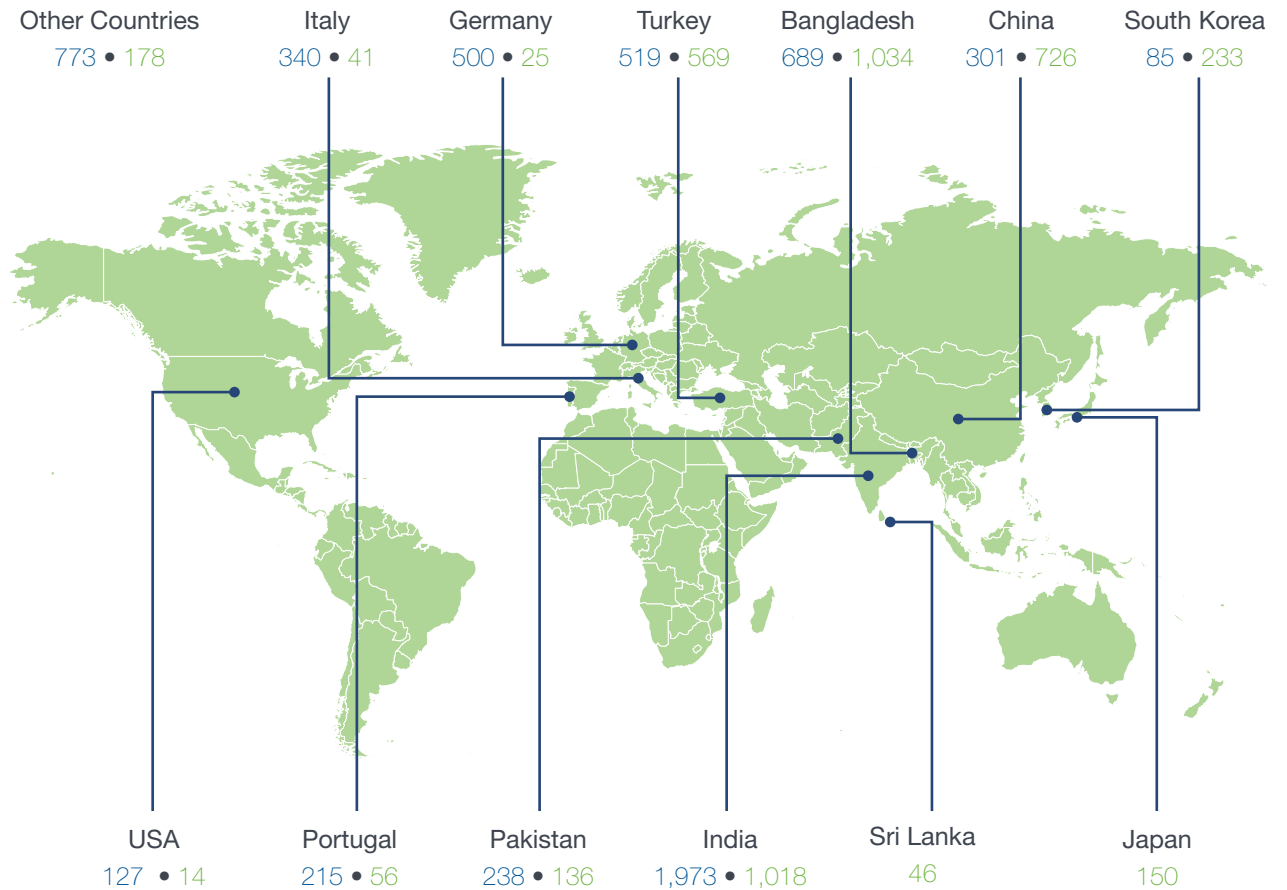 Other Countries
773 • 178
Italy
340 • 41
Germany
500 • 25
Turkey
519 • 569
Bangladesh
689 • 1,034
China
301 • 726
South Korea
85 • 233
USA
127 • 14
Portugal
215 • 56
Pakistan
238 • 136
India
1,973 • 1,018
Sri Lanka
46
Japan
150